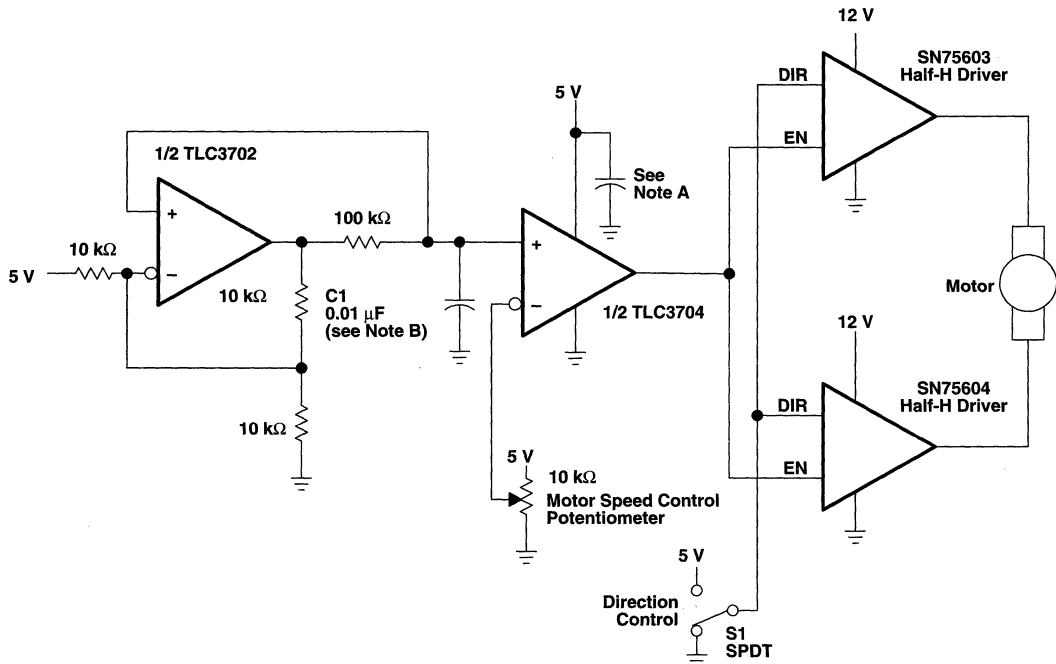 12 V
SN75603
Half-H Driver
DIR
5 V
EN
1/2 TLC3702
See
Note A
100 kΩ
+
+
10 kΩ
5 V
−
10 kΩ
C1
0.01 μF
(see Note B)
−
1/2 TLC3704
Motor
12 V
SN75604
Half-H Driver
DIR
10 kΩ
5 V
10 kΩ
EN
Motor Speed Control
Potentiometer
5 V
Direction
Control
S1
SPDT